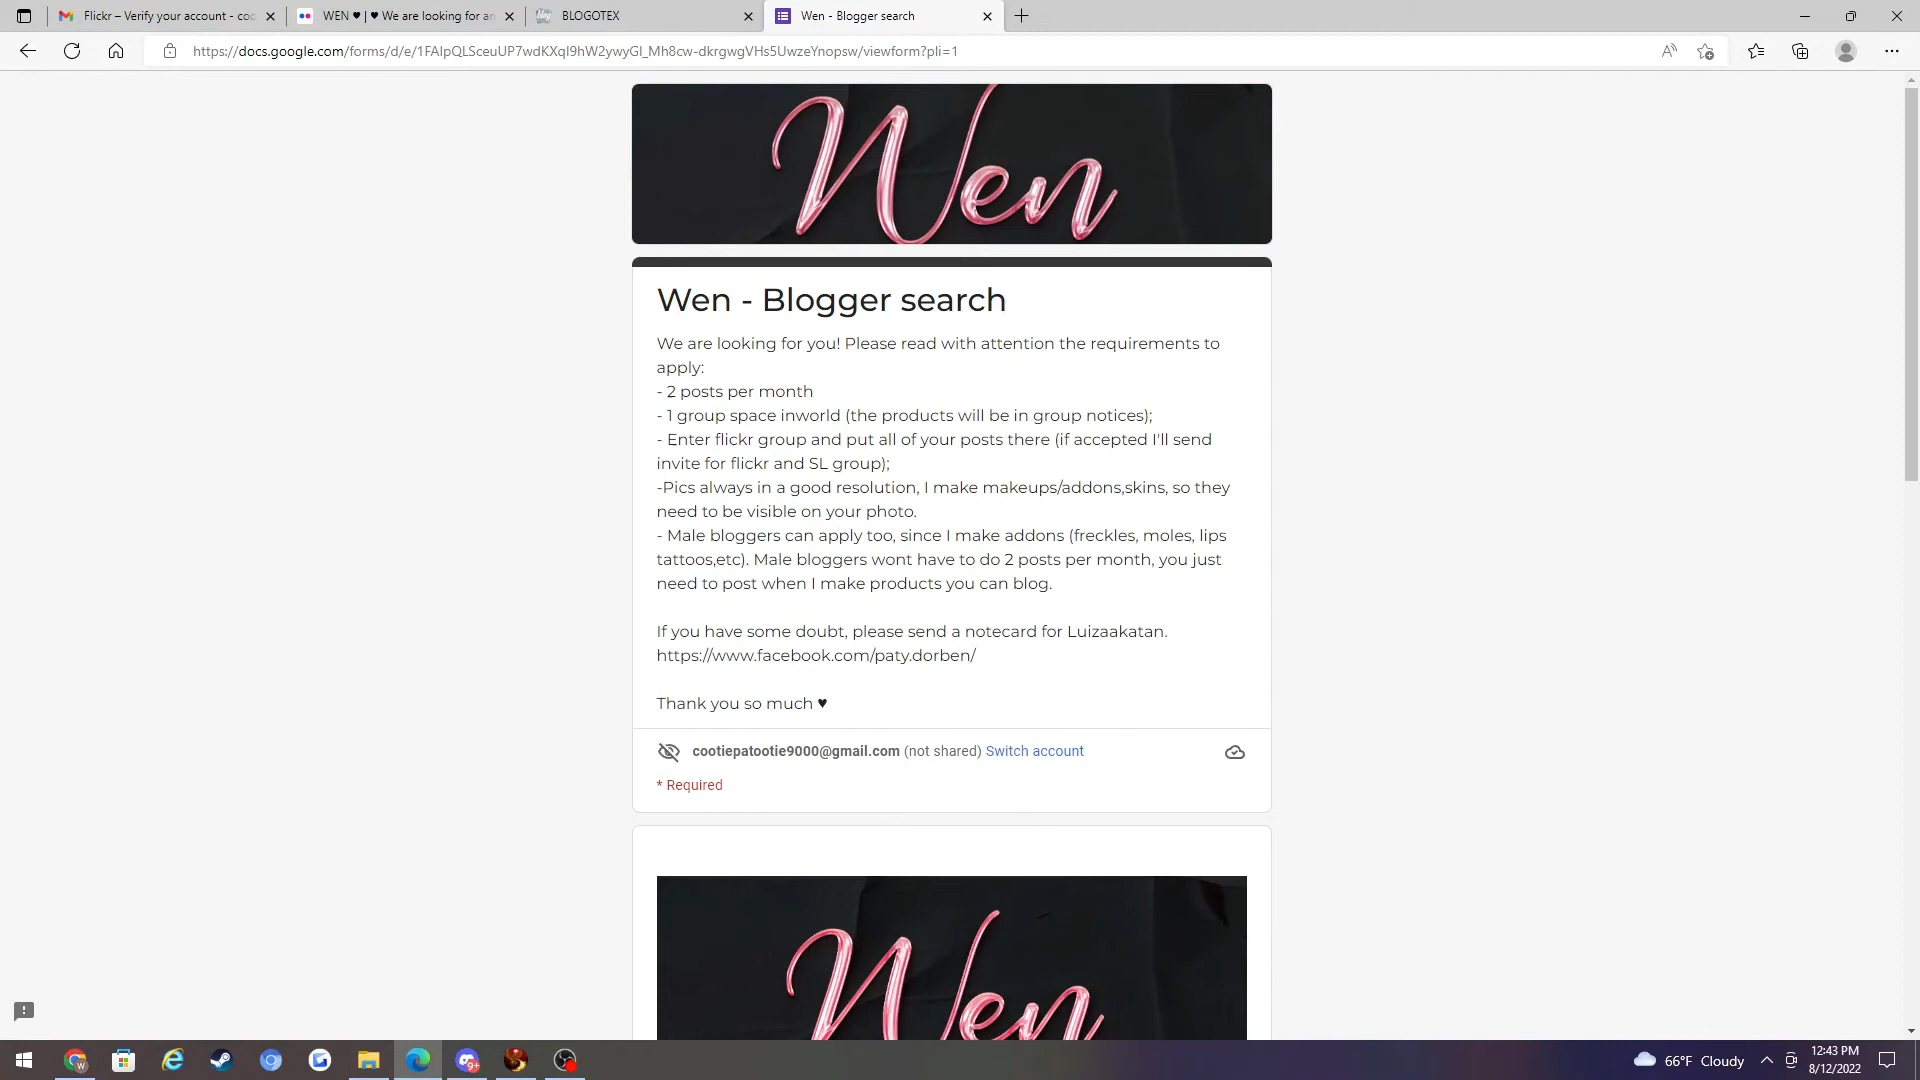 Flickr – Verify your account - coo
WEN ♥ | ♥ We are looking for an
BLOGOTEX
Wen - Blogger search
https://docs.google.com/forms/d/e/1FAIpQLSceuUP7wdKXqI9hW2ywyGI_Mh8cw-dkrgwgVHs5UwzeYnopsw/viewform?pli=1
Wen
Wen - Blogger search
We are looking for you! Please read with attention the requirements to
apply:
- 2 posts per month
- 1 group space inworld (the products will be in group notices);
- Enter flickr group and put all of your posts there (if accepted I'll send
invite for flickr and SL group);
-Pics always in a good resolution, I make makeups/addons,skins, so they
need to be visible on your photo.
- Male bloggers can apply too, since I make addons (freckles, moles, lips
tattoos,etc). Male bloggers wont have to do 2 posts per month, you just
need to post when I make products you can blog.
If you have some doubt, please send a notecard for Luizaakatan.
https://www.facebook.com/paty.dorben/
Thank you so much ♥
cootiepatootie9000@gmail.com (not shared) Switch account
* Required
Wen
66°F Cloudy
12:43 PM
8/12/2022